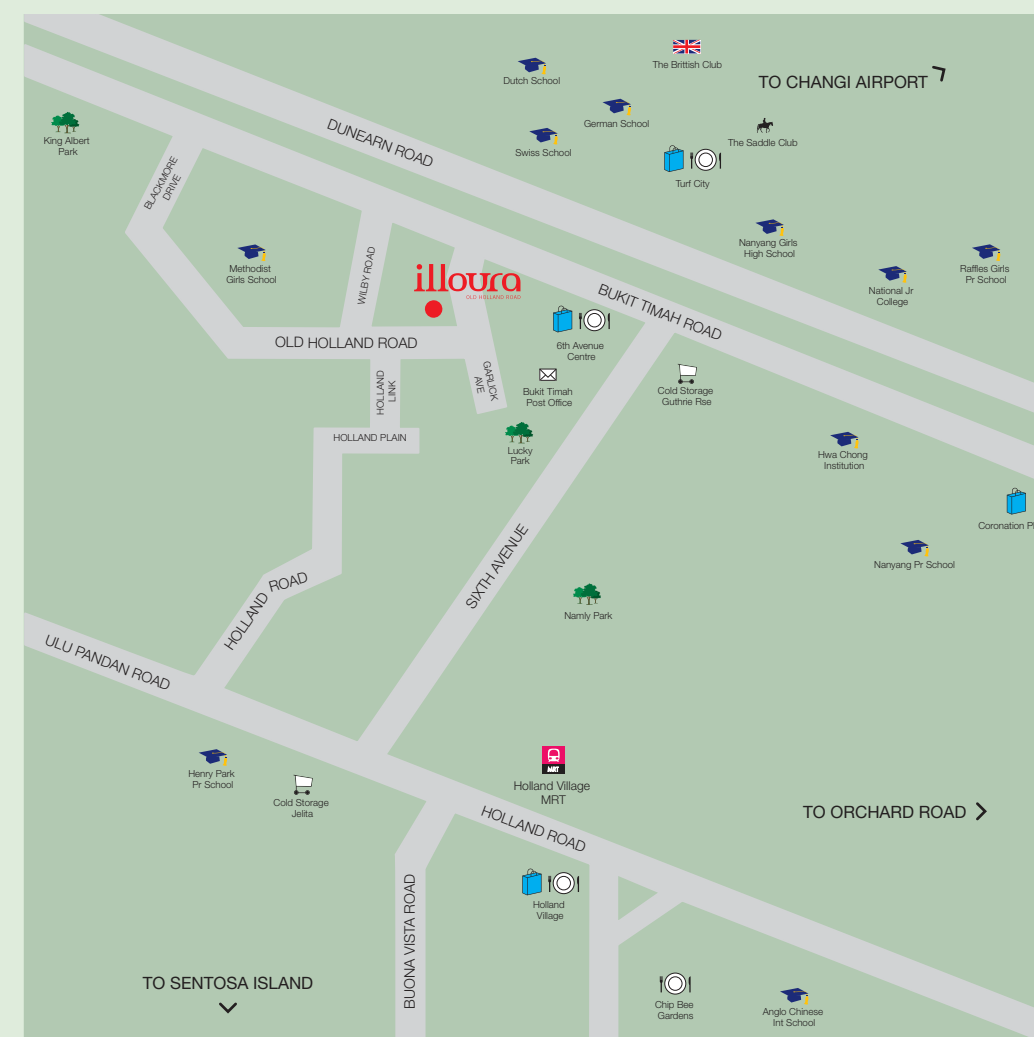 The Brittish Club
Dutch School
TO CHANGI AIRPORT
German School
King Albert
Park
DUNEARN ROAD
Swiss School
The Saddle Club
Turf City
BLACKMORE
DRIVE
Methodist
Girls School
WILBY ROAD
illoura
OLD HOLLAND ROAD
Nanyang Girls
High School
National Jr
College
Raffles Girls
Pr School
BUKIT TIMAH ROAD
OLD HOLLAND ROAD
6th Avenue
Centre
HOLLAND
LINK
GARLICK
AVE
Bukit Timah
Post Office
Cold Storage
Guthrie Rse
HOLLAND PLAIN
Lucky
Park
Hwa Chong
Institution
Coronation Pl
Nanyang Pr School
SIXTH AVENUE
HOLLAND ROAD
Namly Park
ULU PANDAN ROAD
Henry Park
Pr School
Cold Storage
Jelita
MRT
Holland Village
MRT
HOLLAND ROAD
TO ORCHARD ROAD
BUONA VISTA ROAD
Holland
Village
TO SENTOSA ISLAND
Chip Bee
Gardens
Anglo Chinese
Int School